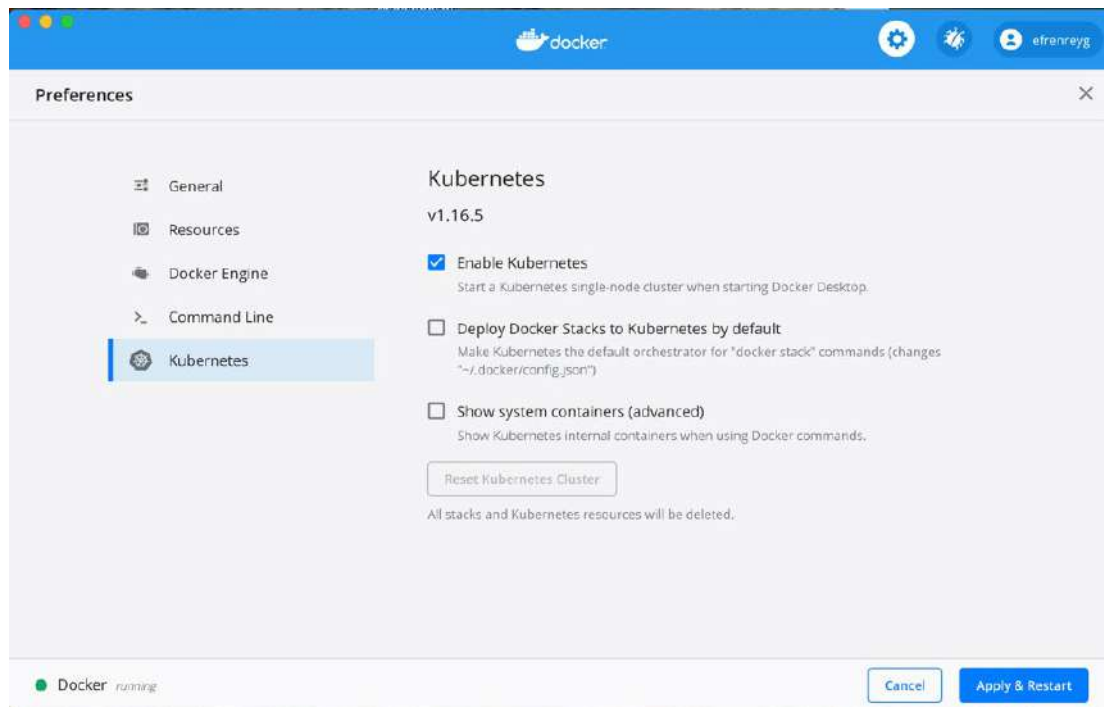 docker
efrenreyg
Preferences
General
Resources
Docker Engine
Command Line
Kubernetes
Kubernetes
v1.16.5
Enable Kubernetes
Start a Kubernetes single-node cluster when starting Docker Desktop.
Deploy Docker Stacks to Kubernetes by default
Make Kubernetes the default orchestrator for "docker stack" commands (changes
"~/.docker/config.json")
Show system containers (advanced)
Show Kubernetes internal containers when using Docker commands.
Reset Kubernetes Cluster
All stacks and Kubernetes resources will be deleted.
Docker running
Cancel
Apply & Restart